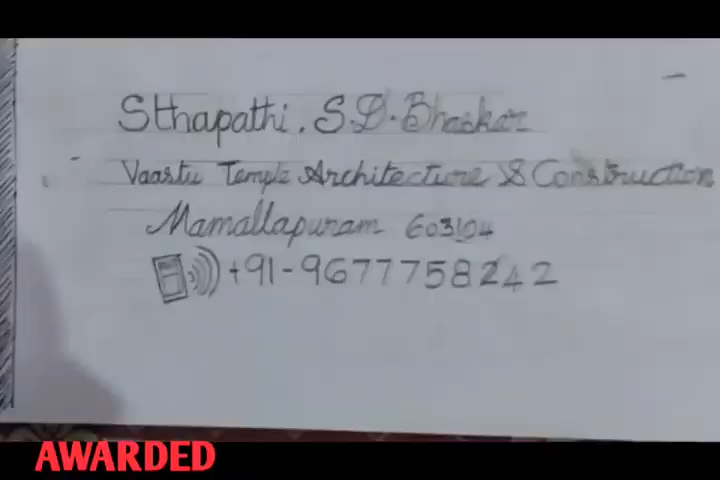 Sthapathi. S.D. Bhaskar
Vaastu Temple Architecture & Construction
Mamallapuram 603104
+91-9677758242
AWARDED